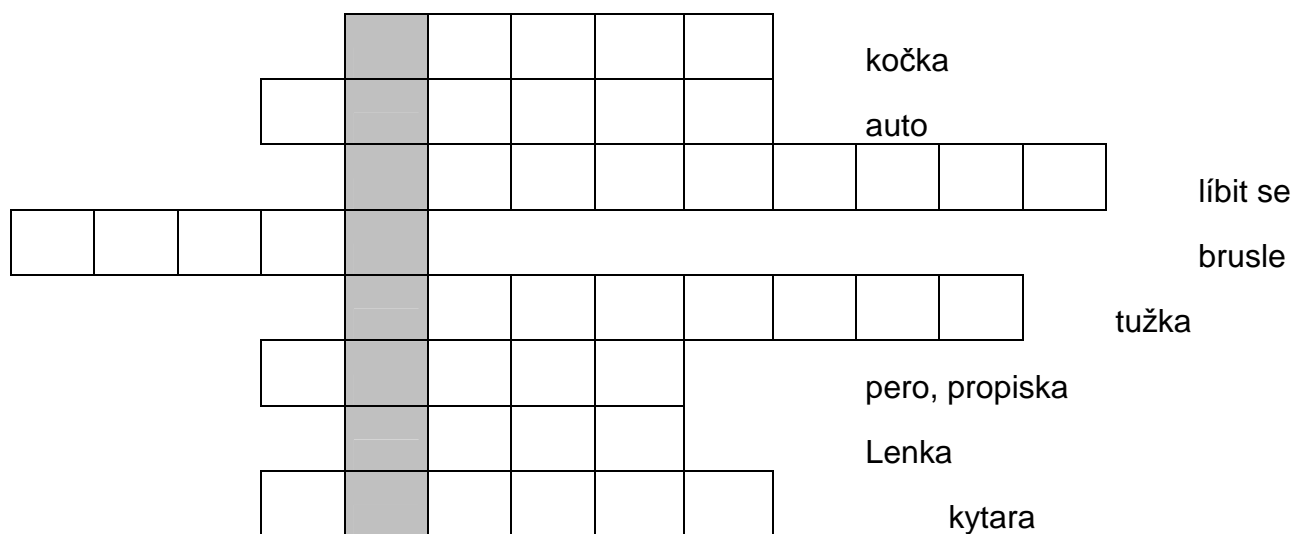 kočka
auto
líbit se
brusle
tužka
pero, propiska
Lenka
kytara